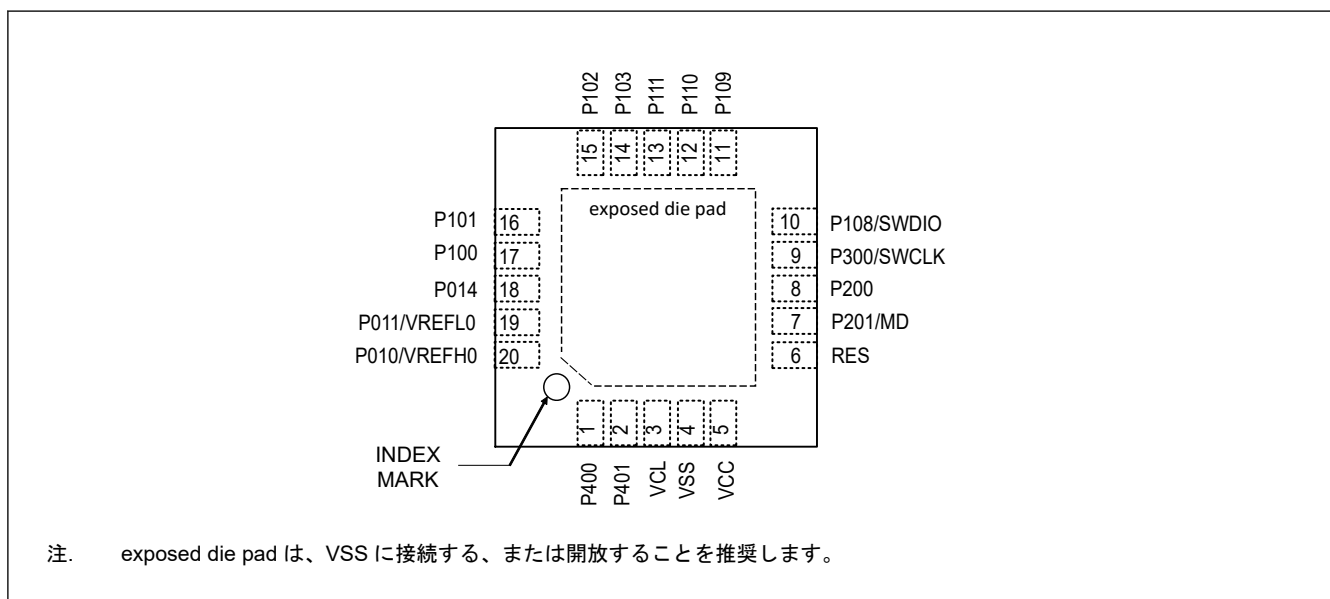 P102
P103
P111
P110
P109
15
14
13
12
11
exposed die pad
P101 16
P100 17
P014 18
P011/VREFL0 19
P010/VREFH0 20
10 P108/SWDIO
9 P300/SWCLK
8 P200
7 P201/MD
6 RES
INDEX
MARK
1
2
3
4
5
P400
P401
VCL
VSS
VCC
注. exposed die pad は、VSS に接続する、または開放することを推奨します。